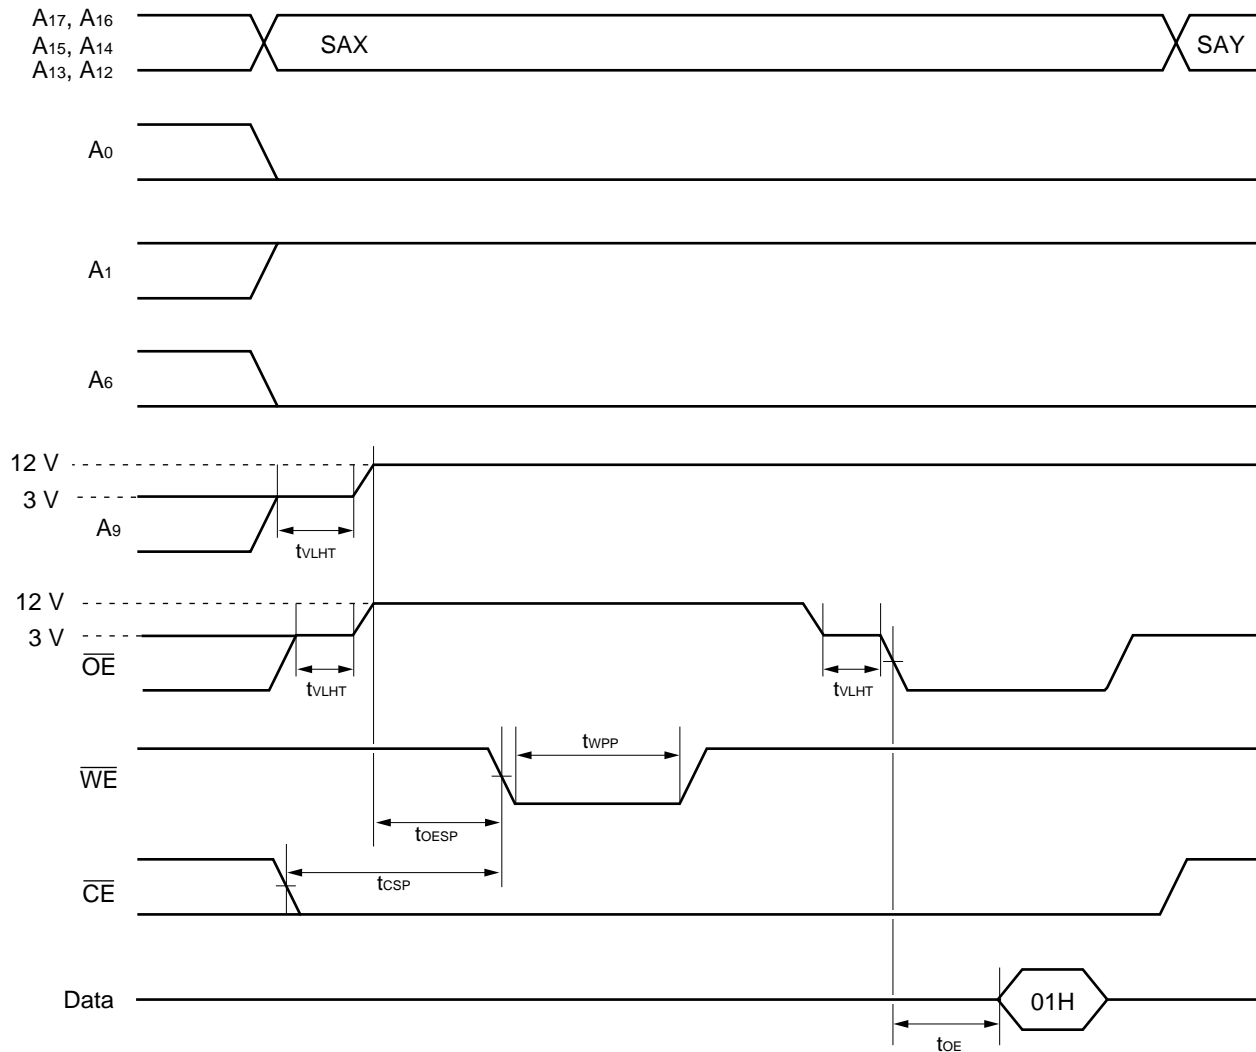 A17, A16
A15, A14
A13, A12
SAX
SAY
A0
A1
A6
12 V
3 V
A9
tVLHT
12 V
3 V
OE
tVLHT
tVLHT
WE
tWPP
tOESP
CE
tCSP
Data
01H
tOE